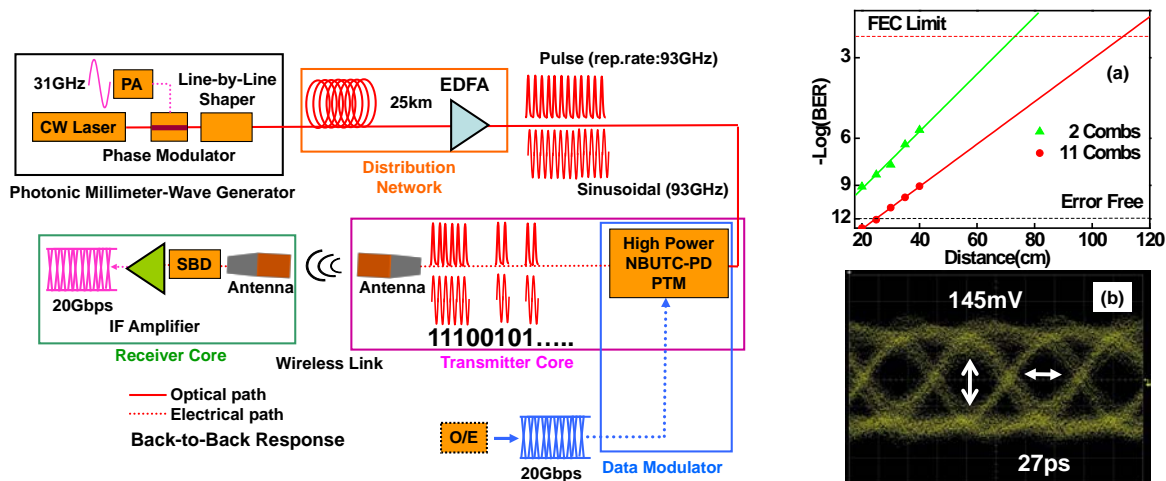 31GHz
PA
Line-by-Line
Shaper
CW Laser
Phase Modulator
Photonic Millimeter-Wave Generator
25km
EDFA
Distribution
Network
Pulse (rep.rate:93GHz)
Sinusoidal (93GHz)
20Gbps
IF Amplifier
SBD
Antenna
Receiver Core
Wireless Link
Antenna
11100101.....
Transmitter Core
High Power
NBUTC-PD
PTM
Optical path
Electrical path
Back-to-Back Response
O/E
20Gbps
Data Modulator
FEC Limit
(a)
2 Combs
11 Combs
Error Free
-Log(BER)
3
6
9
12
20 40 60 80 100 120
Distance(cm)
145mV
(b)
27ps